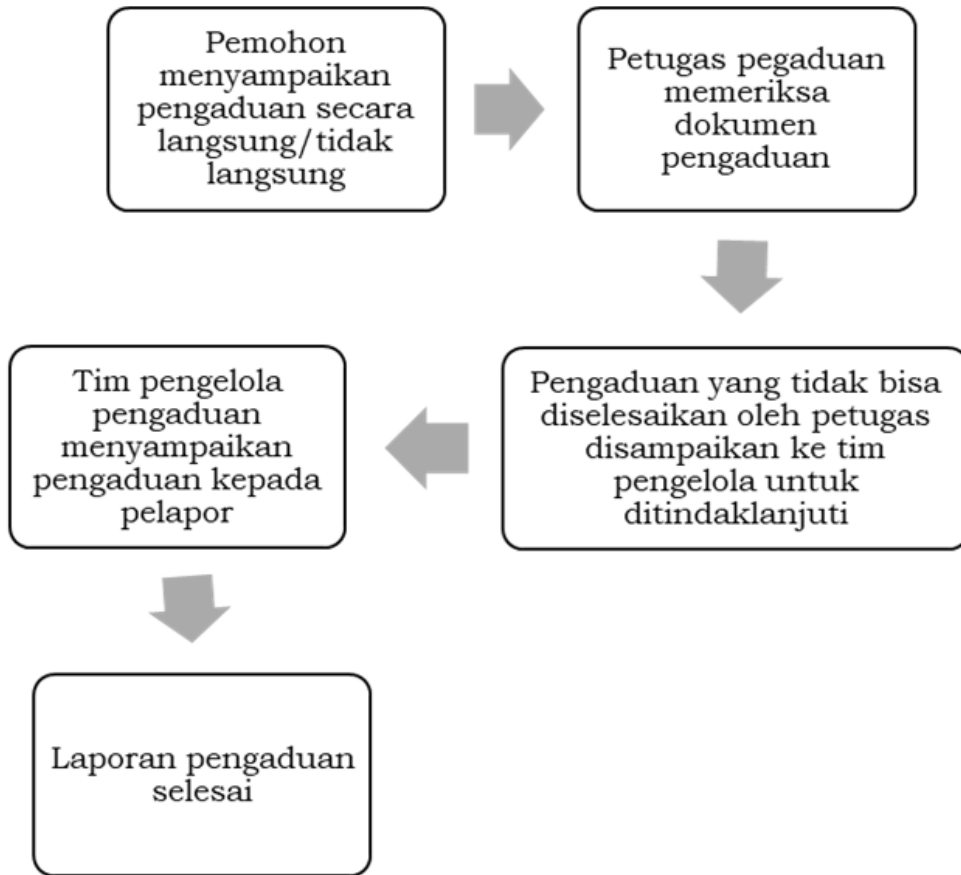 Pemohon
menyampaikan
pengaduan secara
langsung/tidak
langsung
Petugas pegaduan
memeriksa
dokumen
pengaduan
Pengaduan yang tidak bisa
diselesaikan oleh petugas
disampaikan ke tim
pengelola untuk
ditindaklanjuti
Tim pengelola
pengaduan
menyampaikan
pengaduan kepada
pelapor
Laporan pengaduan
selesai